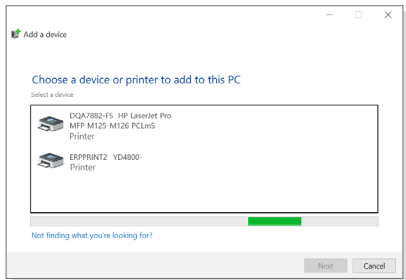 Add a device
Choose a device or printer to add to this PC
Select a device
DQA7882-F5 HP LaserJet Pro
MFP M125-M126 PCLmS
Printer
ERPPRINT2 YD4800-
Printer
Not finding what you're looking for?
Next
Cancel